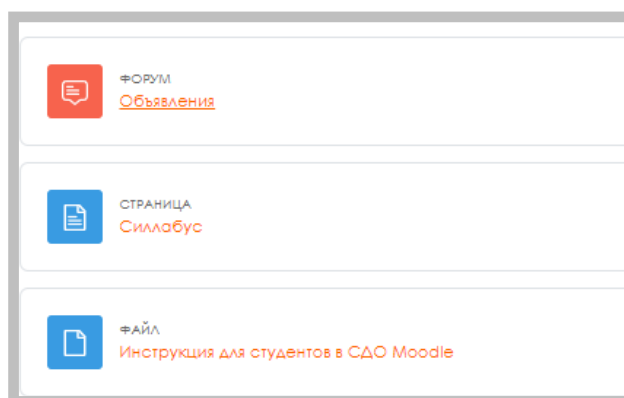 ФОРУМ
Объявления
СТРАНИЦА
Силлабус
ФАЙЛ
Инструкция для студентов в СДО Moodle